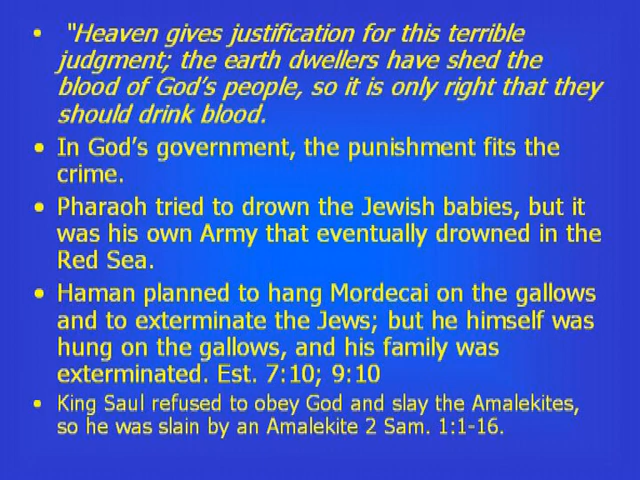 • "Heaven gives justification for this terrible
judgment; the earth dwellers have shed the
blood of God's people, so it is only right that they
should drink blood.
• In God's government, the punishment fits the
crime.
• Pharaoh tried to drown the Jewish babies, but it
was his own Army that eventually drowned in the
Red Sea.
• Haman planned to hang Mordecai on the gallows
and to exterminate the Jews; but he himself was
hung on the gallows, and his family was
exterminated. Est. 7:10; 9:10
• King Saul refused to obey God and slay the Amalekites,
so he was slain by an Amalekite 2 Sam. 1:1-16.